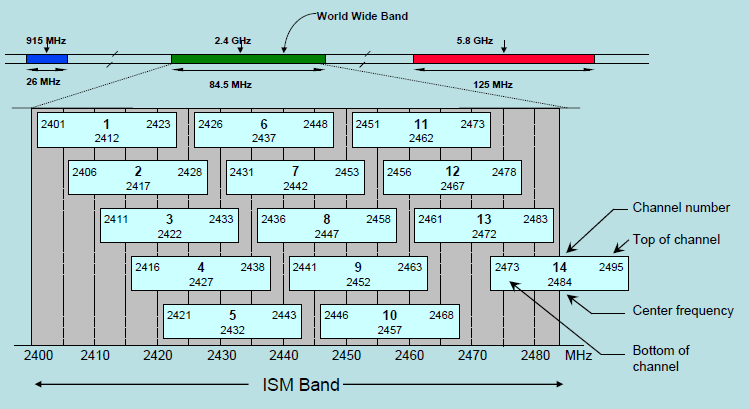 World Wide Band
915 MHz
2.4 GHz
5.8 GHz
26 MHz
84.5 MHz
125 MHz
2401 1 2423
2412
2426 6 2448
2437
2451 11 2473
2462
2406 2 2428
2417
2431 7 2453
2442
2456 12 2478
2467
2411 3 2433
2422
2436 8 2458
2447
2461 13 2483
2472
2416 4 2438
2427
2441 9 2463
2452
2473 14 2495
2484
2421 5 2443
2432
2446 10 2468
2457
Channel number
Top of channel
Center frequency
Bottom of
channel
2400 2410 2420 2430 2440 2450 2460 2470 2480 MHz
ISM Band